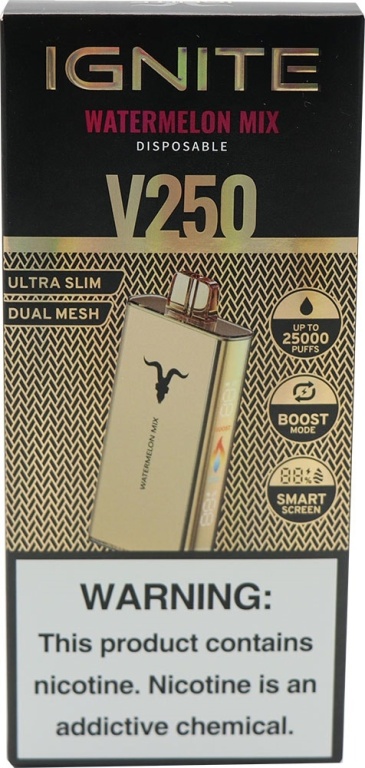 IGNITE
WATERMELON MIX
DISPOSABLE
V250
ULTRA SLIM
DUAL MESH
UP TO
25000
PUFFS
BOOST
MODE
SMART
SCREEN
WATERMELON MIX
WARNING:
This product contains
nicotine. Nicotine is an
addictive chemical.